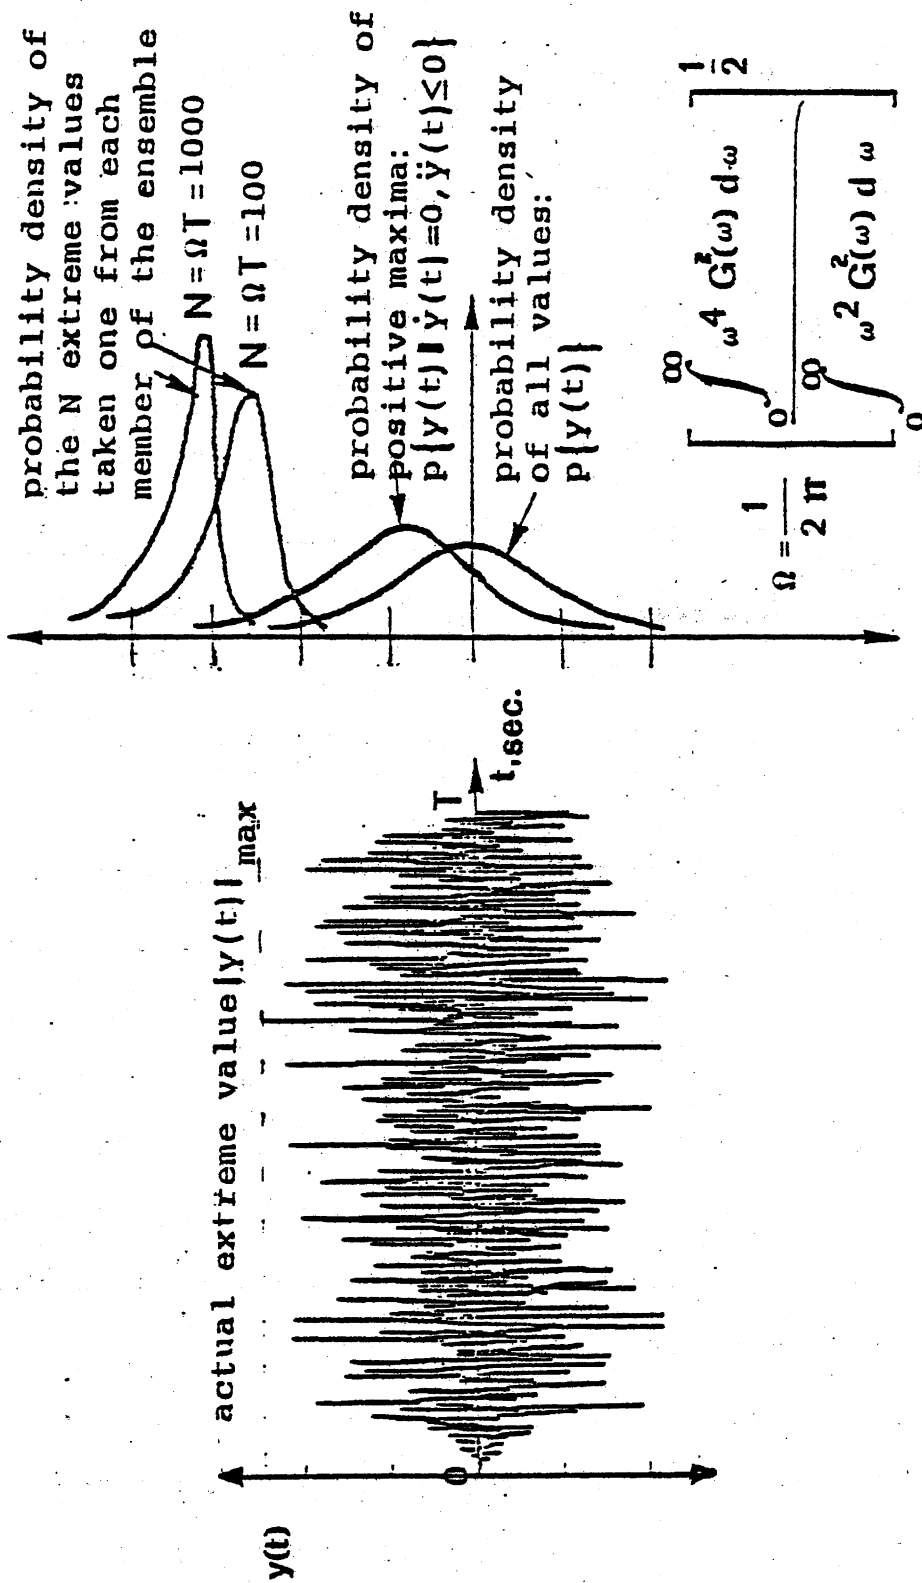 probability density of
the N extreme values
taken one from each
member of the ensemble
N = ΩT = 1000
N = ΩT = 100
probability density of
positive maxima:
p{y(t)‖ẏ(t)=0,ÿ(t)≤0}
probability density
of all values:
p{y(t)}
actual extreme value|y(t)|max
y(t)
0
T
t,sec.
Ω = 1/2π [∫0^∞ ω⁴ G²(ω) dω / ∫0^∞ ω² G²(ω) dω]^1/2